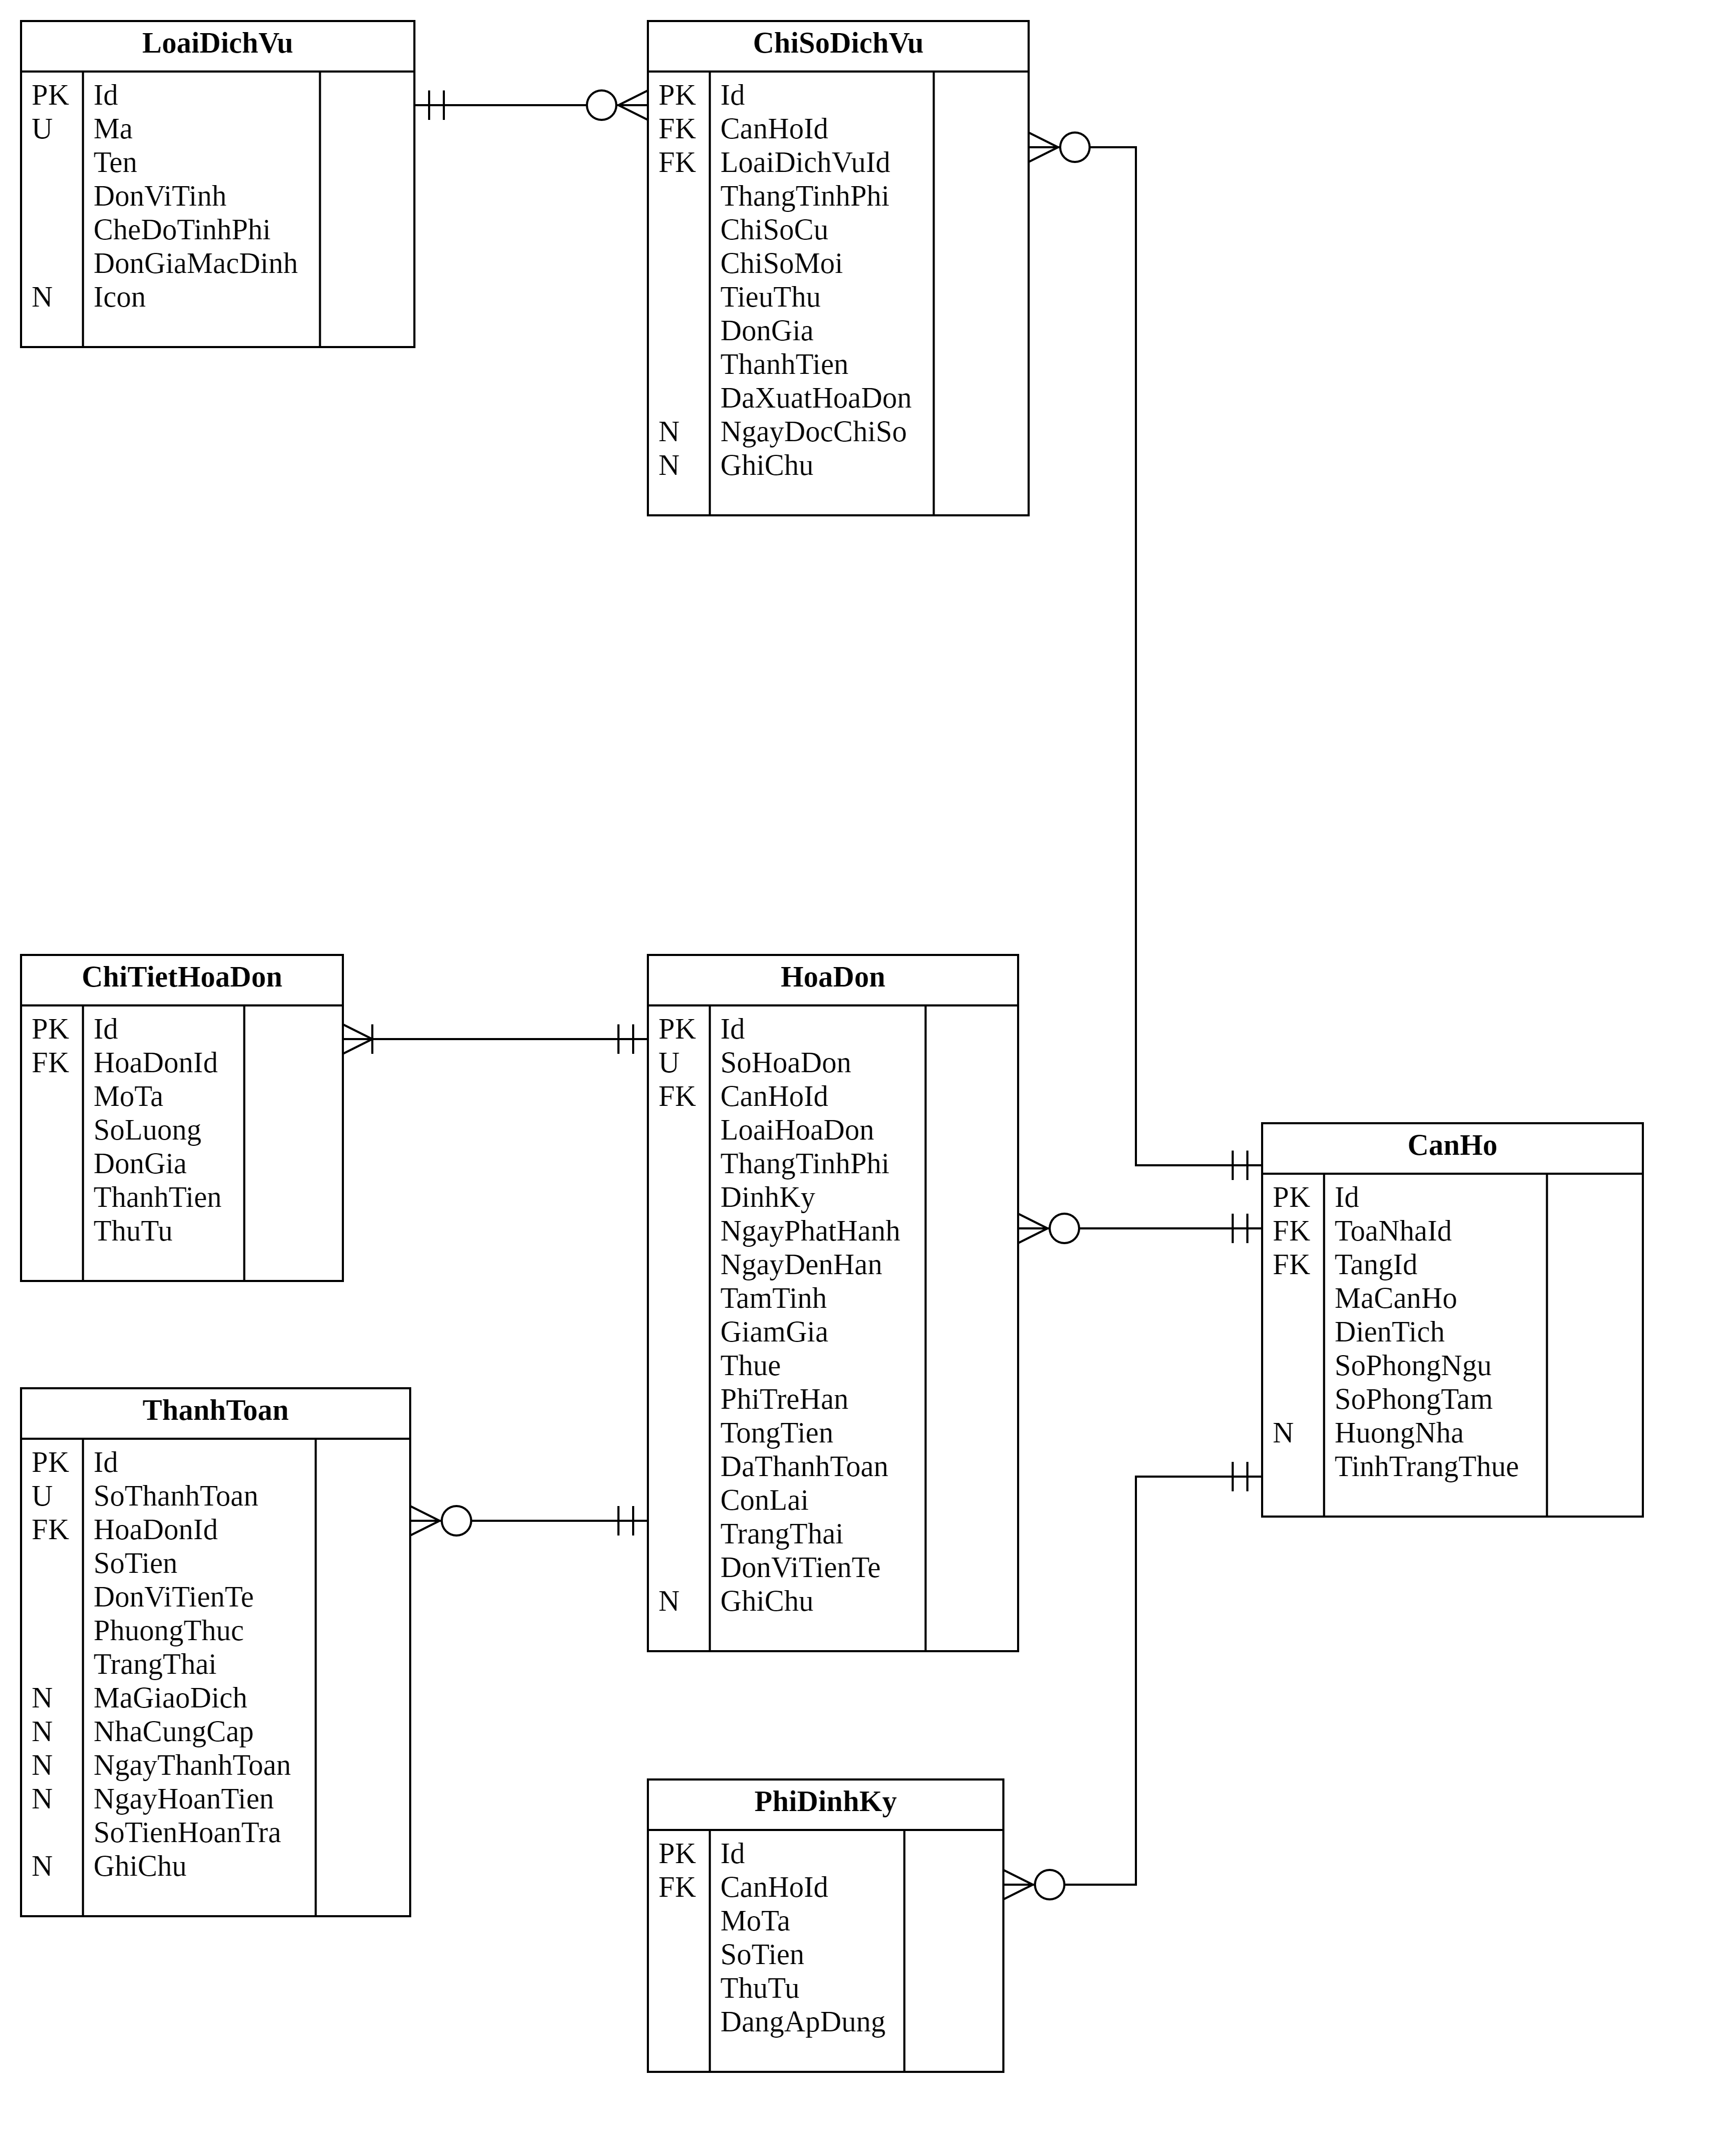 LoaiDichVu
PK Id
U Ma
Ten
DonViTinh
CheDoTinhPhi
DonGiaMacDinh
N Icon
ChiSoDichVu
PK Id
FK CanHoId
FK LoaiDichVuId
ThangTinhPhi
ChiSoCu
ChiSoMoi
TieuThu
DonGia
ThanhTien
DaXuatHoaDon
N NgayDocChiSo
N GhiChu
ChiTietHoaDon
PK Id
FK HoaDonId
MoTa
SoLuong
DonGia
ThanhTien
ThuTu
HoaDon
PK Id
U SoHoaDon
FK CanHoId
LoaiHoaDon
ThangTinhPhi
DinhKy
NgayPhatHanh
NgayDenHan
TamTinh
GiamGia
Thue
PhiTreHan
TongTien
DaThanhToan
ConLai
TrangThai
DonViTienTe
N GhiChu
CanHo
PK Id
FK ToaNhaId
FK TangId
MaCanHo
DienTich
SoPhongNgu
SoPhongTam
N HuongNha
TinhTrangThue
ThanhToan
PK Id
U SoThanhToan
FK HoaDonId
SoTien
DonViTienTe
PhuongThuc
TrangThai
N MaGiaoDich
N NhaCungCap
N NgayThanhToan
N NgayHoanTien
SoTienHoanTra
N GhiChu
PhiDinhKy
PK Id
FK CanHoId
MoTa
SoTien
ThuTu
DangApDung